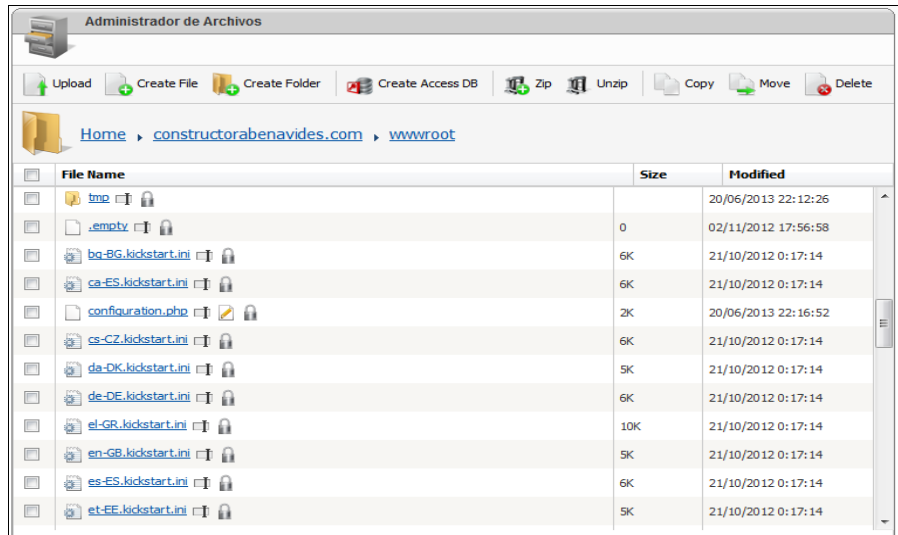 Administrador de Archivos
Upload Create File Create Folder Create Access DB Zip Unzip Copy Move Delete
Home constructorabenavides.com wwwroot
File Name Size Modified
tmp 20/06/2013 22:12:26
.empty 0 02/11/2012 17:56:58
bg-BG.kickstart.ini 6K 21/10/2012 0:17:14
ca-ES.kickstart.ini 6K 21/10/2012 0:17:14
configuration.php 2K 20/06/2013 22:16:52
cs-CZ.kickstart.ini 6K 21/10/2012 0:17:14
da-DK.kickstart.ini 5K 21/10/2012 0:17:14
de-DE.kickstart.ini 6K 21/10/2012 0:17:14
el-GR.kickstart.ini 10K 21/10/2012 0:17:14
en-GB.kickstart.ini 5K 21/10/2012 0:17:14
es-ES.kickstart.ini 6K 21/10/2012 0:17:14
et-EE.kickstart.ini 5K 21/10/2012 0:17:14